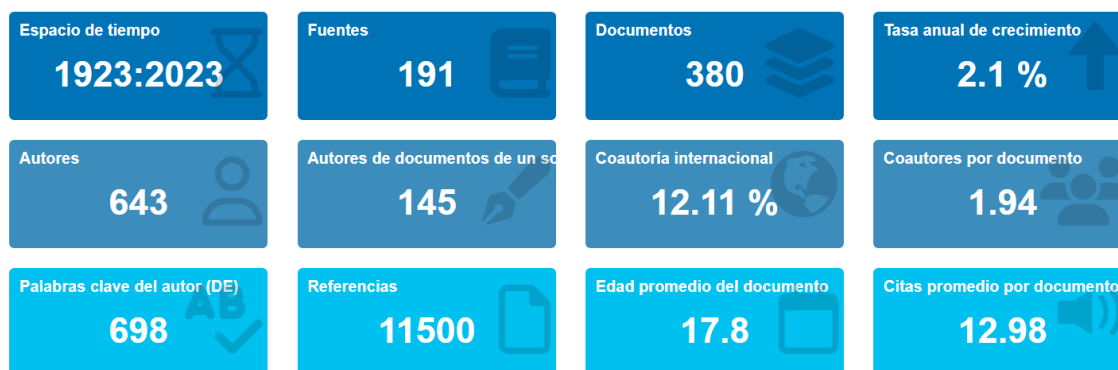 Espacio de tiempo
1923:2023
Fuentes
191
Documentos
380
Tasa anual de crecimiento
2.1 %
Autores
643
Autores de documentos de un so
145
Coautoría internacional
12.11 %
Coautores por documento
1.94
Palabras clave del autor (DE)
698
AB
Referencias
11500
Edad promedio del documento
17.8
Citas promedio por documento
12.98